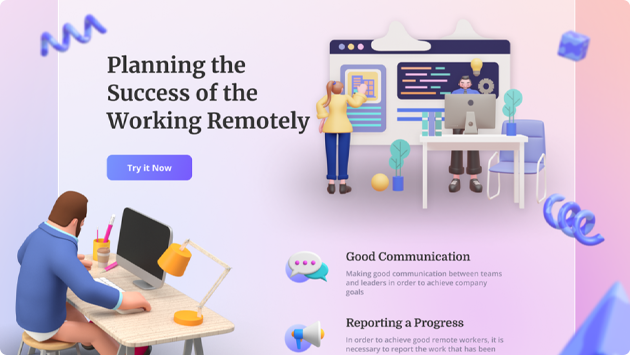 Planning the
Success of the
Working Remotely
Try it Now
Good Communication
Making good communication between teams
and leaders in order to achieve company
goals
Reporting a Progress
In order to achieve good remote workers, it is
necessary to report the work that has been